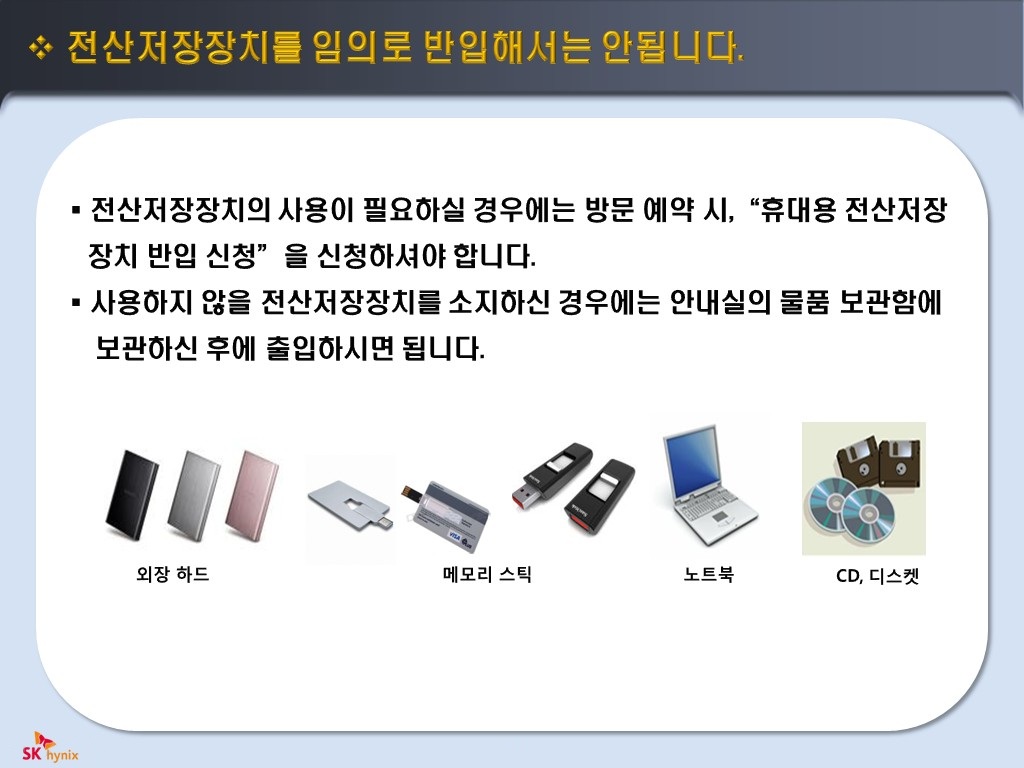 ❖ 전산저장장치를 임의로 반입해서는 안됩니다.
▪ 전산저장장치의 사용이 필요하실 경우에는 방문 예약 시, “휴대용 전산저장
장치 반입 신청” 을 신청하셔야 합니다.
▪ 사용하지 않을 전산저장장치를 소지하신 경우에는 안내실의 물품 보관함에
보관하신 후에 출입하시면 됩니다.
VISA
SanDisk
외장 하드
메모리 스틱
노트북
CD, 디스켓
SK hynix